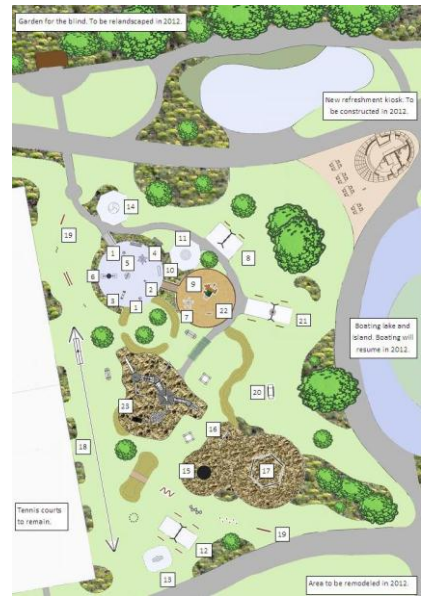 Garden for the blind. To be relandscaped in 2012.
New refreshment kiosk. To
be constructed in 2012.
14
19
1
4
11
5
8
6
10
9
2
3
1
7
22
21
Boating lake and
Island. Boating will
resume in 2012.
20
23
16
18
15
17
Tennis courts
to remain.
19
12
13
Area to be remodeled in 2012.